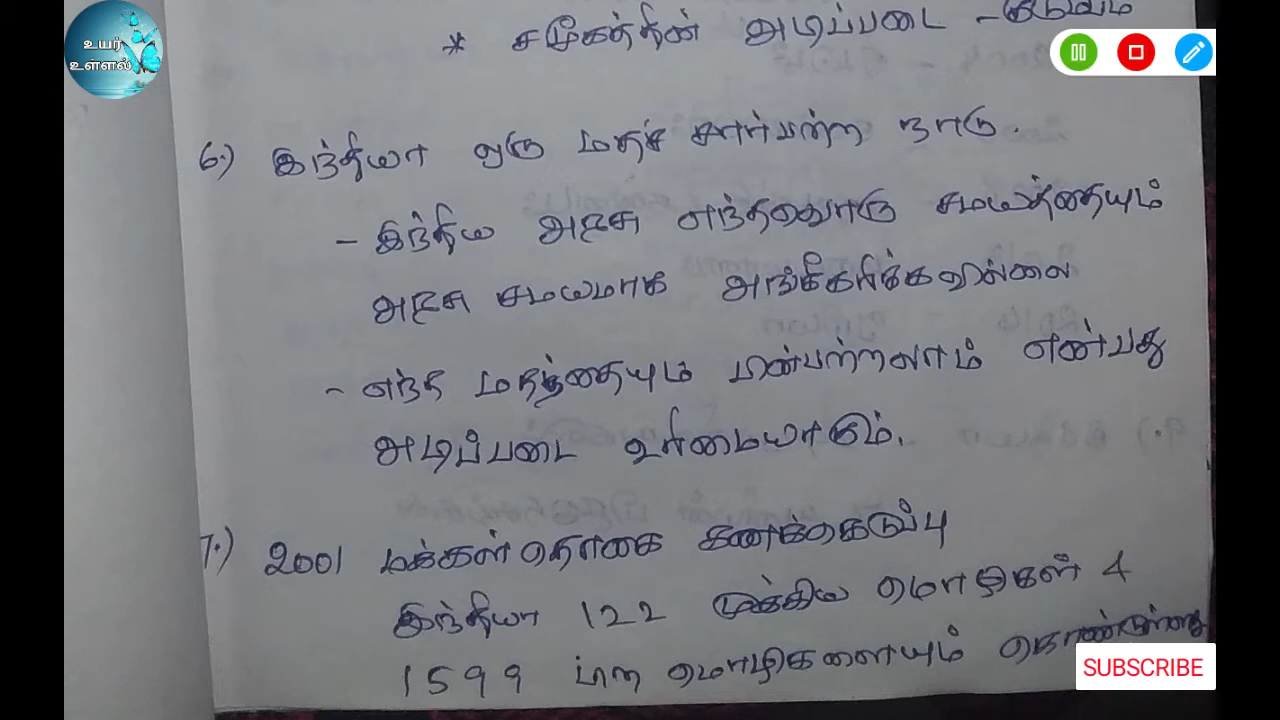 உயர்
உள்ளல்
* சமூகத்தின் அடிப்படை - குடும்பம்
6.) இந்தியா ஒரு மதச் சார்பற்ற நாடு.
- இந்திய அரசு எந்தவொரு சமயத்தையும்
அரசு சமயமாக அங்கீகரிக்கவில்லை
- எந்த மதத்தையும் பின்பற்றலாம் என்பது
அடிப்படை உரிமையாகும்.
7.) 2001 மக்கள் தொகை கணக்கெடுப்பு
இந்தியா 122 முக்கிய மொழிகள் &
1599 பிற மொழிகளையும் கொண்டுள்ளது
SUBSCRIBE